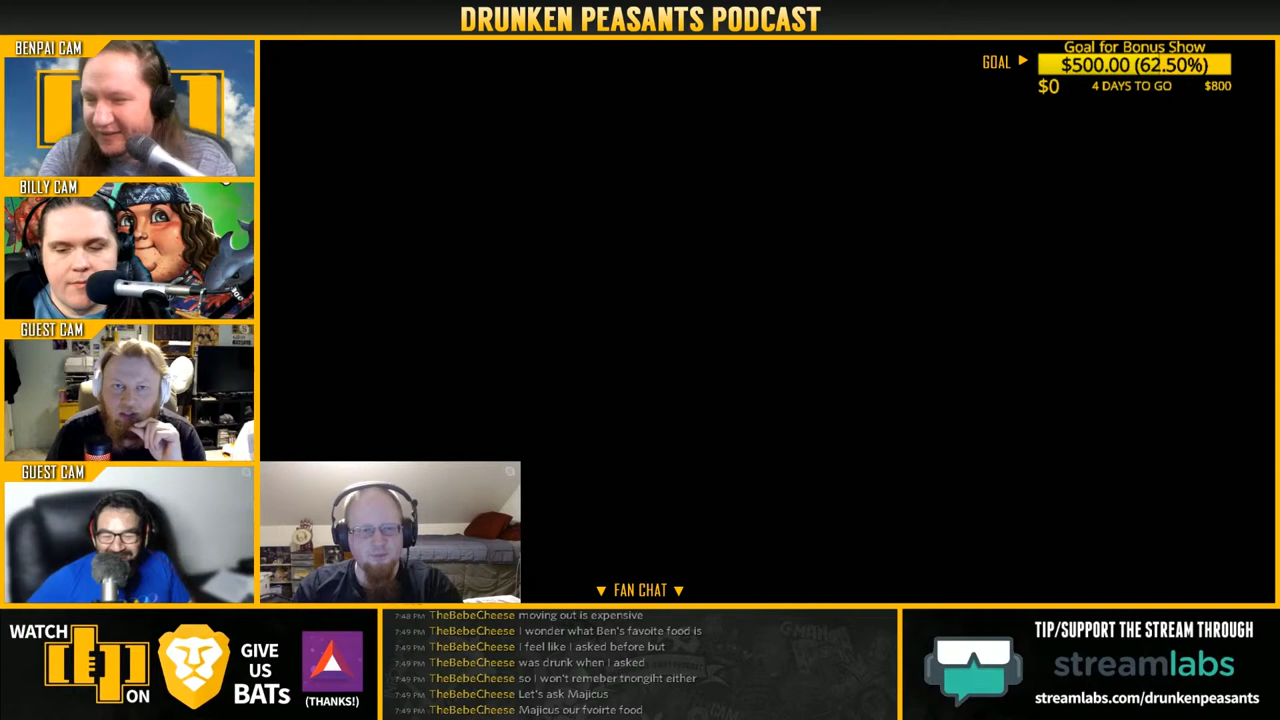 DRUNKEN PEASANTS PODCAST
BENPAI CAM
GOAL
Goal for Bonus Show
$500.00 (62.50%)
$0
4 DAYS TO GO
$800
BILLY CAM
GUEST CAM
GUEST CAM
▼ FAN CHAT ▼
WATCH
ON
GIVE
US
BATs
(THANKS!)
7:48 PM TheBebeCheese moving out is expensive
7:49 PM TheBebeCheese I wonder what Ben's favoite food is
7:49 PM TheBebeCheese I feel like I asked before but
7:49 PM TheBebeCheese was drunk when I asked
7:49 PM TheBebeCheese so I won't remeber tnongiht either
7:49 PM TheBebeCheese Let's ask Majicus
7:49 PM TheBebeCheese Majicus our fvoirte food
TIP/SUPPORT THE STREAM THROUGH
streamlabs
streamlabs.com/drunkenpeasants